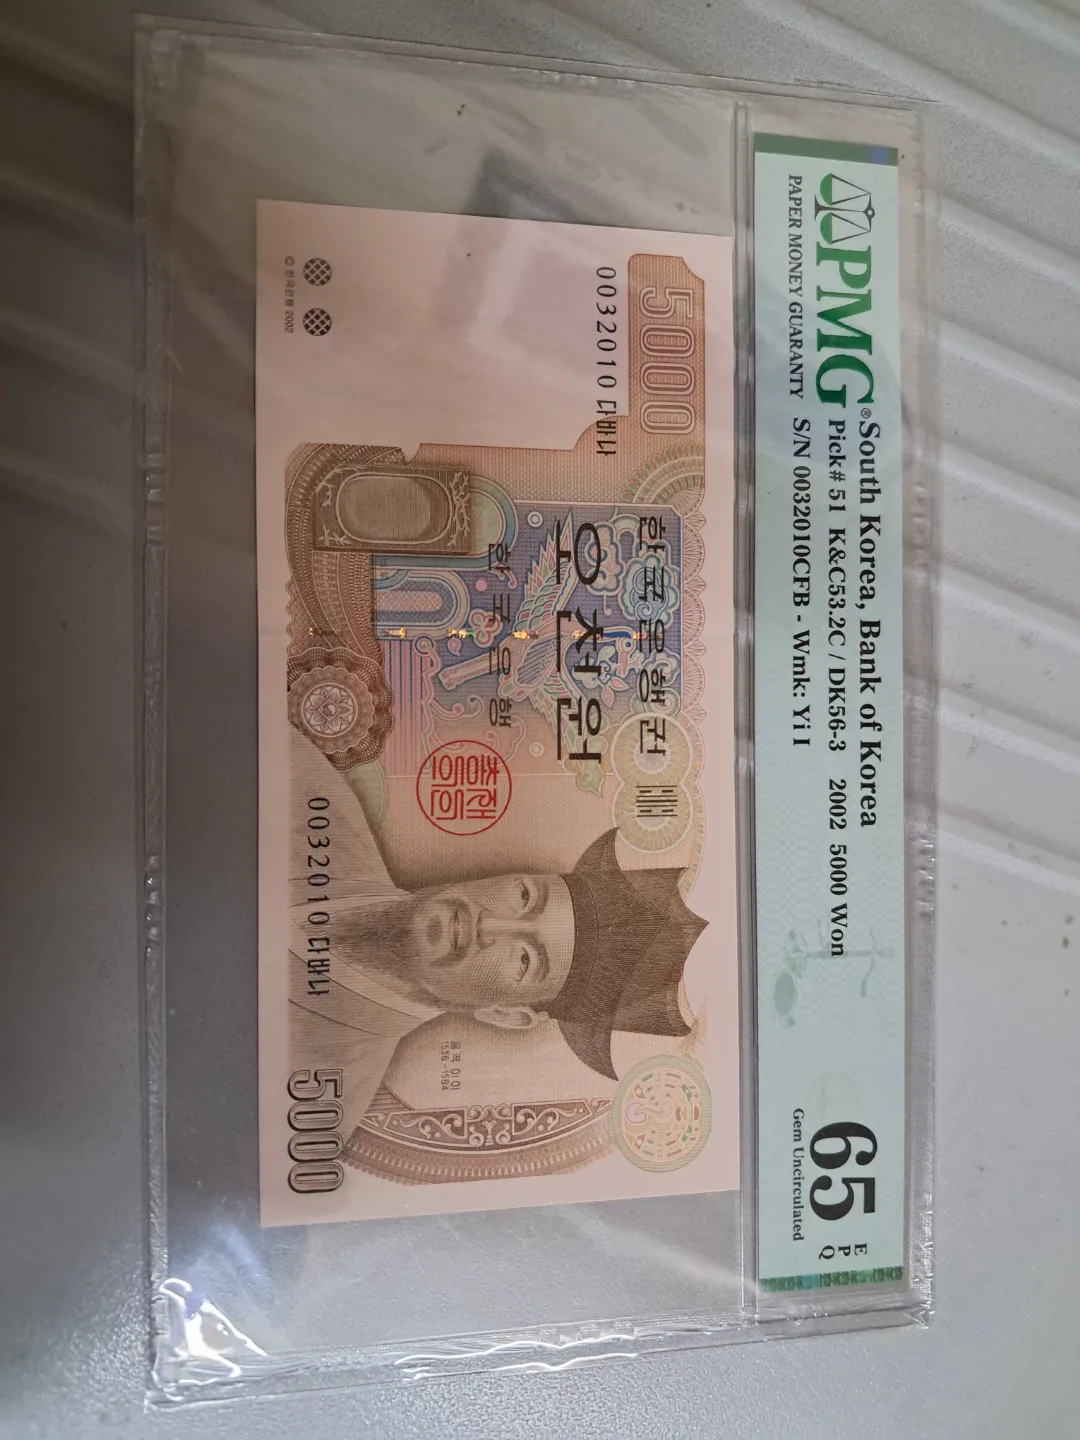 PMG®
PAPER MONEY GUARANTY
South Korea, Bank of Korea
Pick# 51 K&C53.2C / DK56-3 2002 5000 Won
S/N 0032010CFB - Wmk: Yi I
65
EPQ
Gem Uncirculated
5000
0032010 다바나
한국은행권
오천원
한국은행
총재의인
율곡 이이
1536-1584
0032010 다바나
5000
© 한국은행 2002